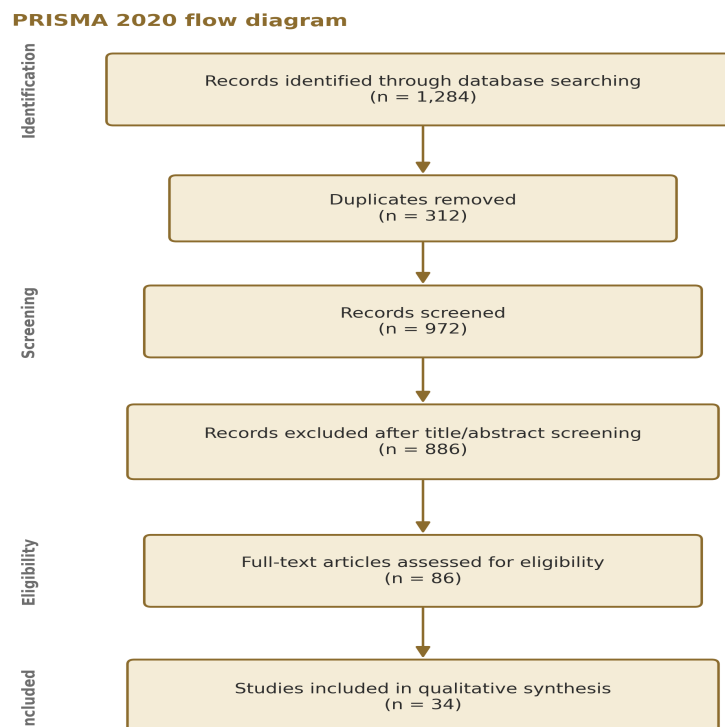 PRISMA 2020 flow diagram
Identification
Records identified through database searching
(n = 1,284)
Duplicates removed
(n = 312)
Screening
Records screened
(n = 972)
Records excluded after title/abstract screening
(n = 886)
Eligibility
Full-text articles assessed for eligibility
(n = 86)
ncluded
Studies included in qualitative synthesis
(n = 34)